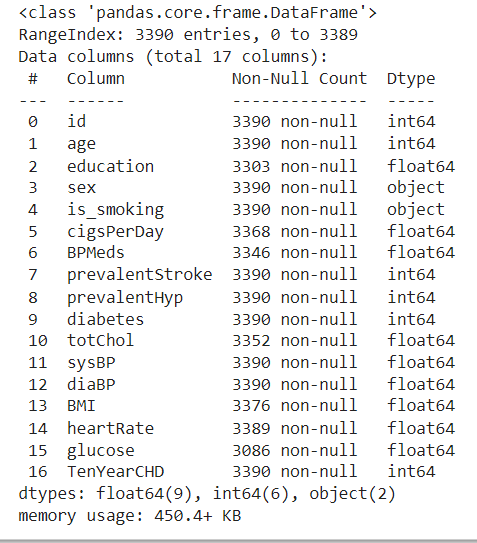 <class 'pandas.core.frame.DataFrame'>
RangeIndex: 3390 entries, 0 to 3389
Data columns (total 17 columns):
 #   Column           Non-Null Count  Dtype
---  ------           --------------  -----
 0   id               3390 non-null   int64
 1   age              3390 non-null   int64
 2   education        3303 non-null   float64
 3   sex              3390 non-null   object
 4   is_smoking       3390 non-null   object
 5   cigsPerDay       3368 non-null   float64
 6   BPMeds           3346 non-null   float64
 7   prevalentStroke  3390 non-null   int64
 8   prevalentHyp     3390 non-null   int64
 9   diabetes         3390 non-null   int64
 10  totChol          3352 non-null   float64
 11  sysBP            3390 non-null   float64
 12  diaBP            3390 non-null   float64
 13  BMI              3376 non-null   float64
 14  heartRate        3389 non-null   float64
 15  glucose          3086 non-null   float64
 16  TenYearCHD       3390 non-null   int64
dtypes: float64(9), int64(6), object(2)
memory usage: 450.4+ KB